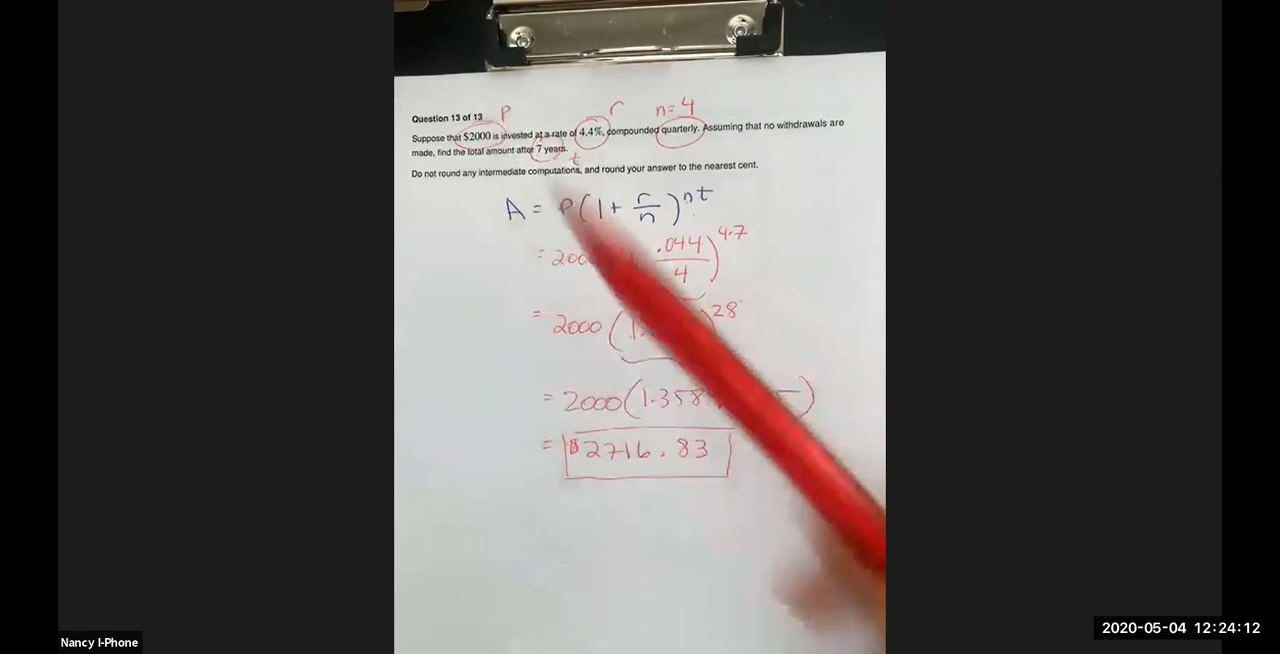 P r n=4
Question 13 of 13
Suppose that $2000 is invested at a rate of 4.4%, compounded quarterly. Assuming that no withdrawals are
made, find the total amount after 7 years.
t
Do not round any intermediate computations, and round your answer to the nearest cent.
A = P(1+ r/n)^nt
= 200 .044/4)^4·7
= 2000 (1. )^28
= 2000(1.358 )
= $2716.83
Nancy I-Phone
2020-05-04 12:24:12